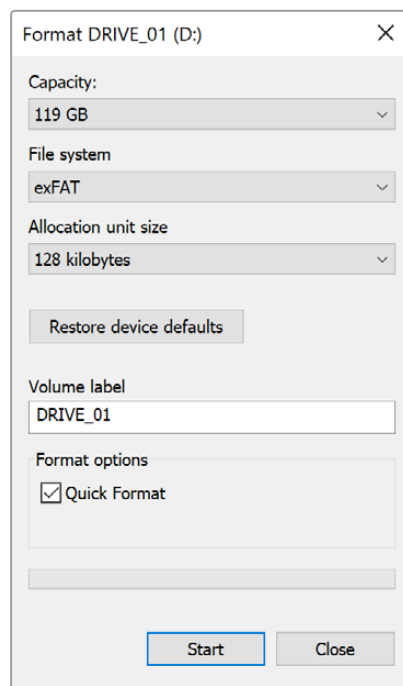 Format DRIVE_01 (D:)
Capacity:
119 GB
File system
exFAT
Allocation unit size
128 kilobytes
Restore device defaults
Volume label
DRIVE_01
Format options
Quick Format
Start Close